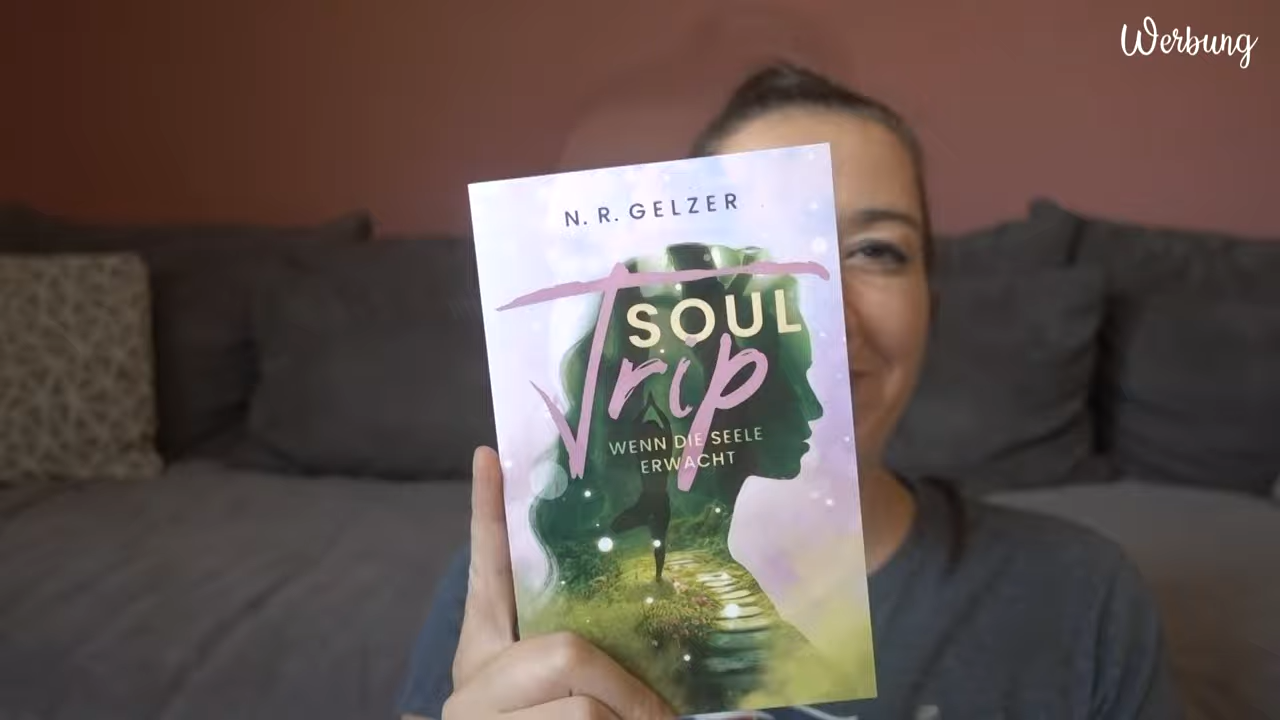 Werbung
N. R. GELZER
SOUL
Trip
WENN DIE SEELE
ERWACHT